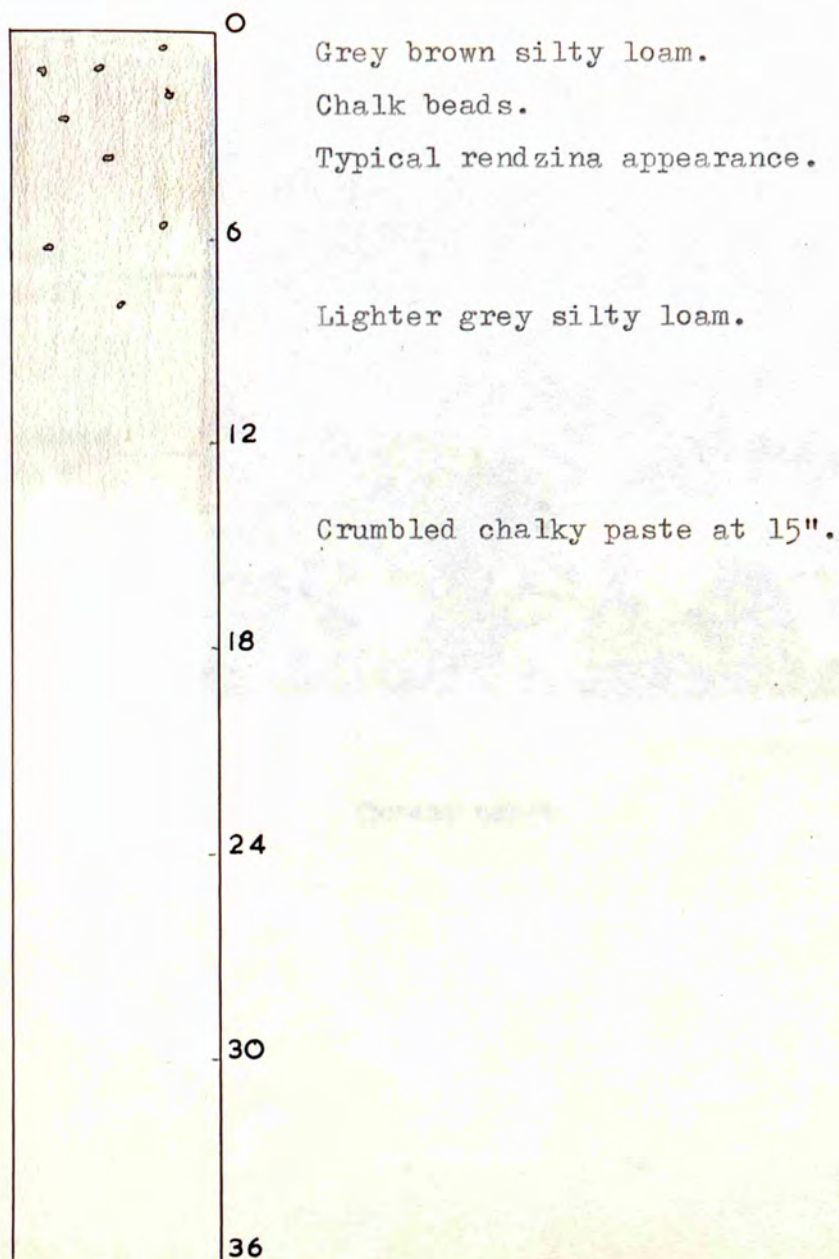 0
Grey brown silty loam.
Chalk beads.
Typical rendzina appearance.
6
Lighter grey silty loam.
12
Crumbled chalky paste at 15".
18
24
30
36